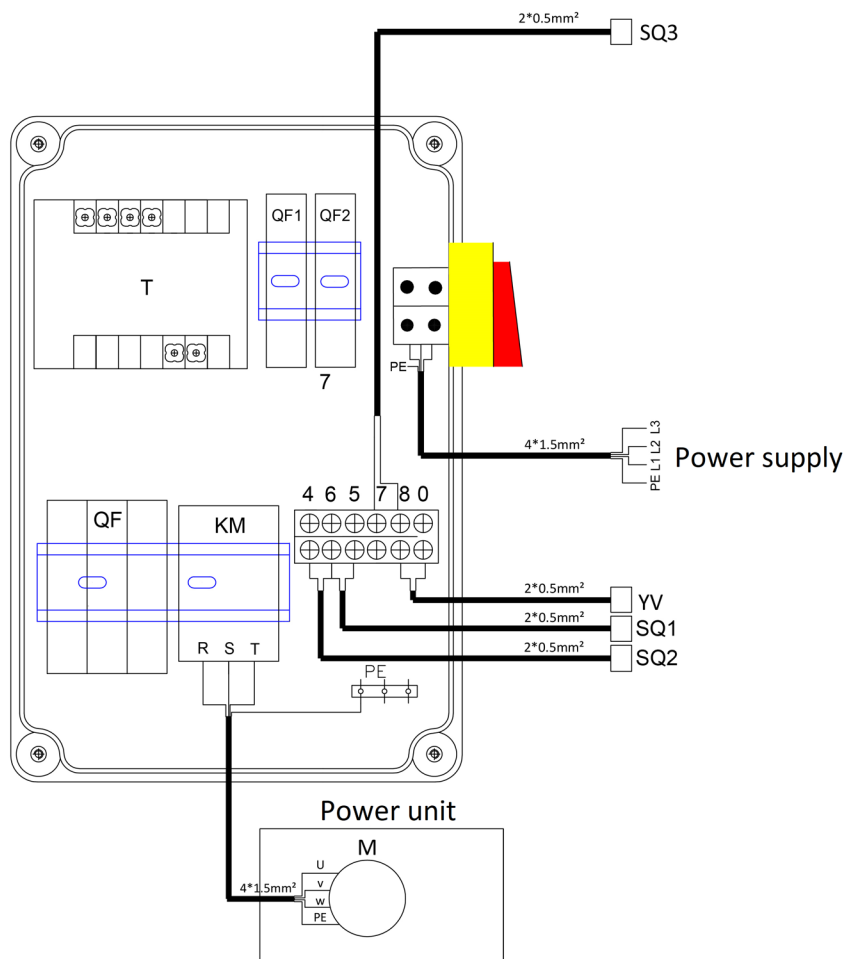 2*0.5mm²
SQ3
QF1 QF2
T
7
PE
4*1.5mm²
L3
L2
L1
PE
Power supply
4 6 5 7 8 0
QF
KM
2*0.5mm²
YV
2*0.5mm²
SQ1
2*0.5mm²
SQ2
R S T
PE
Power unit
M
U
v
w
PE
4*1.5mm²